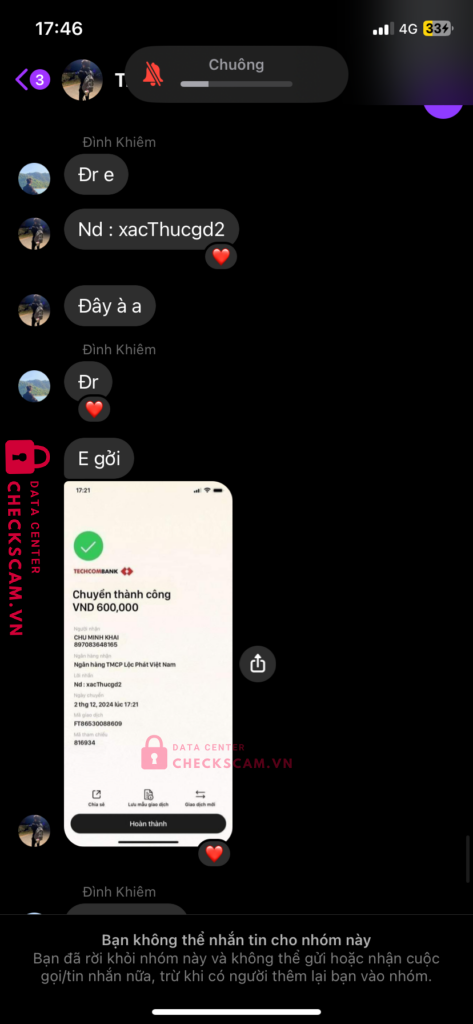 17:46
4G
33
3
T
Chuông
Đình Khiêm
Đr e
Nd : xacThucgd2
Đây à a
Đình Khiêm
Đr
E gởi
17:21
TECHCOMBANK
Chuyển thành công
VND 600,000
Người nhận
CHU MINH KHAI
897083648165
Ngân hàng nhận
Ngân hàng TMCP Lộc Phát Việt Nam
Lời nhắn
Nd : xacThucgd2
Ngày chuyển
2 thg 12, 2024 lúc 17:21
Mã giao dịch
FT86530088609
Mã tham chiếu
816934
Chia sẻ
Lưu mẫu giao dịch
Giao dịch mới
Hoàn thành
DATA CENTER
CHECKSCAM.VN
DATA CENTER
CHECKSCAM.VN
Đình Khiêm
Bạn không thể nhắn tin cho nhóm này
Bạn đã rời khỏi nhóm này và không thể gửi hoặc nhận cuộc
gọi/tin nhắn nữa, trừ khi có người thêm lại bạn vào nhóm.